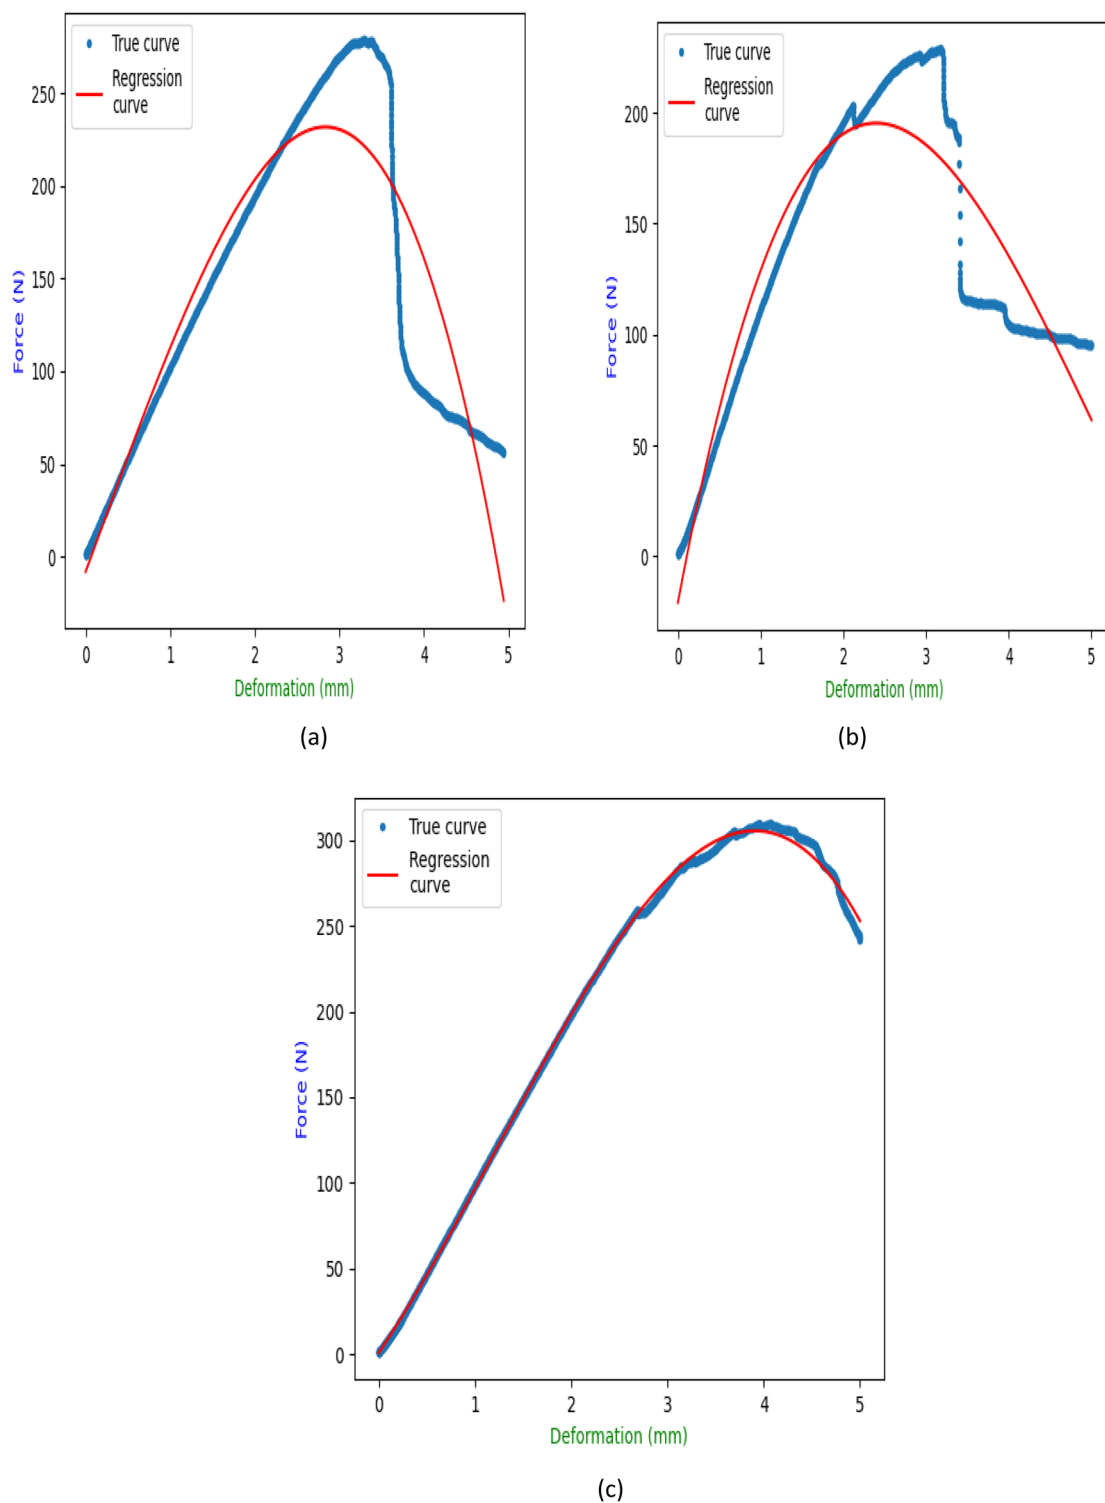 True curve
Regression
curve
250
200
150
100
50
0
Force (N)
0 1 2 3 4 5
Deformation (mm)
(a)
True curve
Regression
curve
200
150
100
50
0
Force (N)
0 1 2 3 4 5
Deformation (mm)
(b)
True curve
Regression
curve
300
250
200
150
100
50
0
Force (N)
0 1 2 3 4 5
Deformation (mm)
(c)